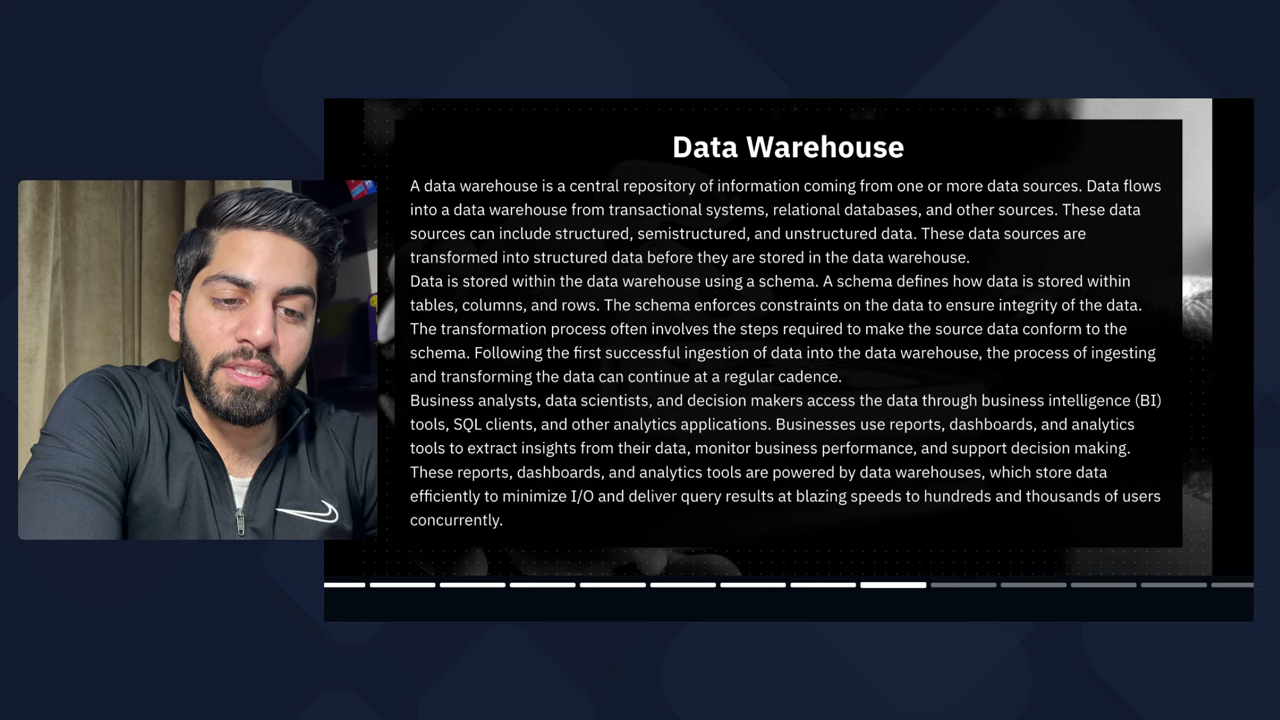 Data Warehouse
A data warehouse is a central repository of information coming from one or more data sources. Data flows
into a data warehouse from transactional systems, relational databases, and other sources. These data
sources can include structured, semistructured, and unstructured data. These data sources are
transformed into structured data before they are stored in the data warehouse.
Data is stored within the data warehouse using a schema. A schema defines how data is stored within
tables, columns, and rows. The schema enforces constraints on the data to ensure integrity of the data.
The transformation process often involves the steps required to make the source data conform to the
schema. Following the first successful ingestion of data into the data warehouse, the process of ingesting
and transforming the data can continue at a regular cadence.
Business analysts, data scientists, and decision makers access the data through business intelligence (BI)
tools, SQL clients, and other analytics applications. Businesses use reports, dashboards, and analytics
tools to extract insights from their data, monitor business performance, and support decision making.
These reports, dashboards, and analytics tools are powered by data warehouses, which store data
efficiently to minimize I/O and deliver query results at blazing speeds to hundreds and thousands of users
concurrently.